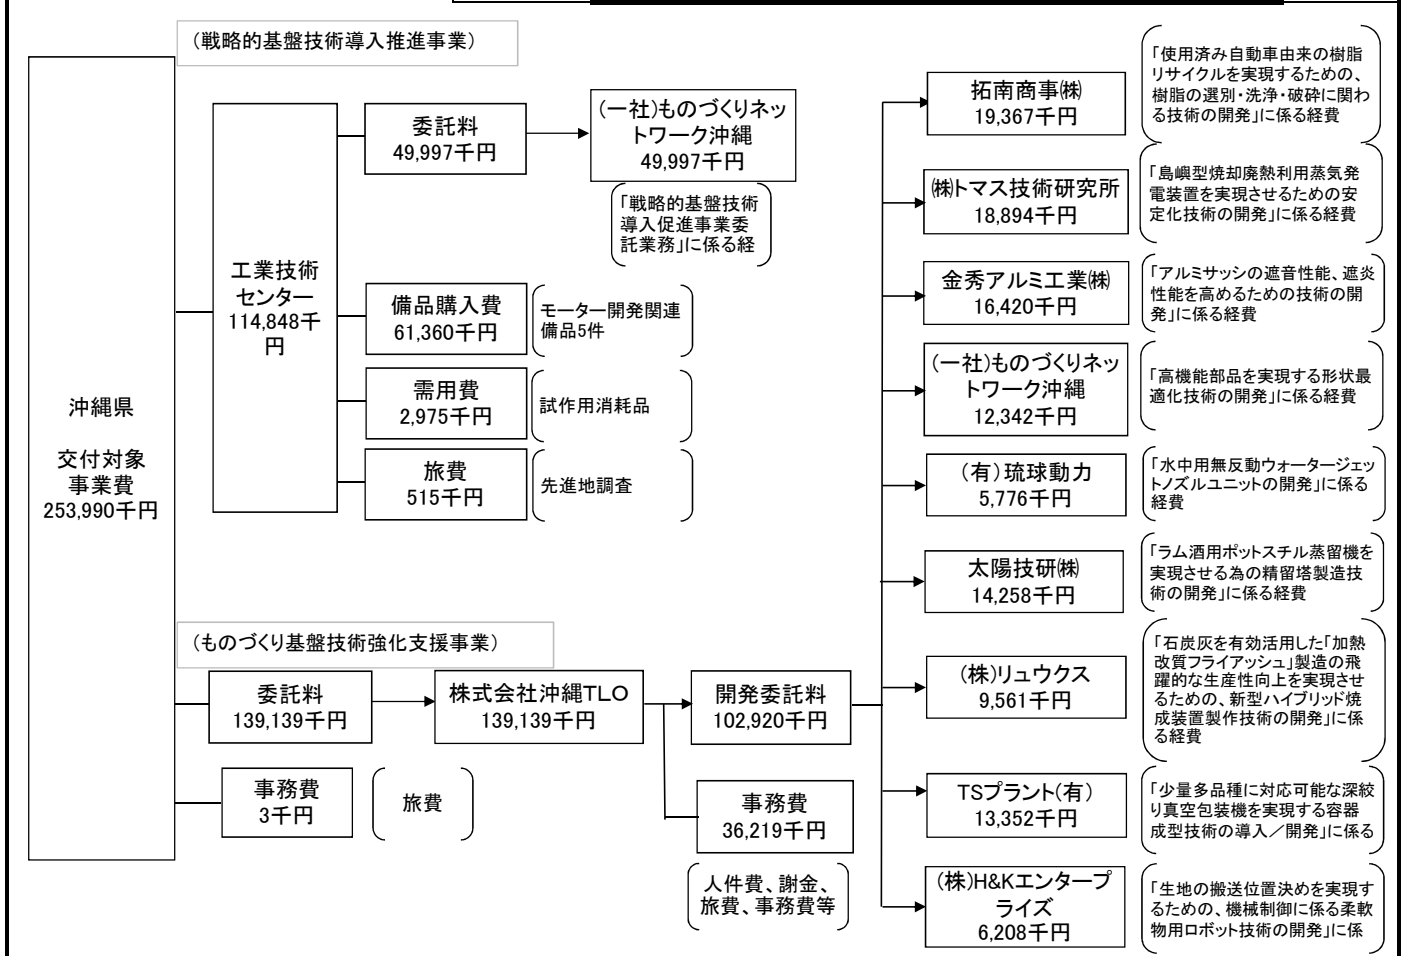 (戦略的基盤技術導入推進事業)
沖縄県
交付対象
事業費
253,990千円
工業技術
センター
114,848千
円
委託料
49,997千円
(一社)ものづくりネッ
トワーク沖縄
49,997千円
「戦略的基盤技術
導入促進事業委
託業務」に係る経
備品購入費
61,360千円
モーター開発関連
備品5件
需用費
2,975千円
試作用消耗品
旅費
515千円
先進地調査
(ものづくり基盤技術強化支援事業)
委託料
139,139千円
株式会社沖縄TLO
139,139千円
開発委託料
102,920千円
事務費
3千円
旅費
事務費
36,219千円
人件費、謝金、
旅費、事務費等
拓南商事㈱
19,367千円
「使用済み自動車由来の樹脂
リサイクルを実現するための、
樹脂の選別・洗浄・破砕に関わ
る技術の開発」に係る経費
㈱トマス技術研究所
18,894千円
「島嶼型焼却廃熱利用蒸気発
電装置を実現させるための安
定化技術の開発」に係る経費
金秀アルミ工業㈱
16,420千円
「アルミサッシの遮音性能、遮炎
性能を高めるための技術の開
発」に係る経費
(一社)ものづくりネッ
トワーク沖縄
12,342千円
「高機能部品を実現する形状最
適化技術の開発」に係る経費
(有)琉球動力
5,776千円
「水中用無反動ウォータージェッ
トノズルユニットの開発」に係る
経費
太陽技研㈱
14,258千円
「ラム酒用ポットスチル蒸留機を
実現させる為の精留塔製造技
術の開発」に係る経費
(株)リュウクス
9,561千円
「石炭灰を有効活用した「加熱
改質フライアッシュ」製造の飛
躍的な生産性向上を実現させ
るための、新型ハイブリッド焼
成装置製作技術の開発」に係
る経費
TSプラント(有)
13,352千円
「少量多品種に対応可能な深絞
り真空包装機を実現する容器
成型技術の導入／開発」に係る
(株)H&Kエンタープ
ライズ
6,208千円
「生地の搬送位置決めを実現す
るための、機械制御に係る柔軟
物用ロボット技術の開発」に係